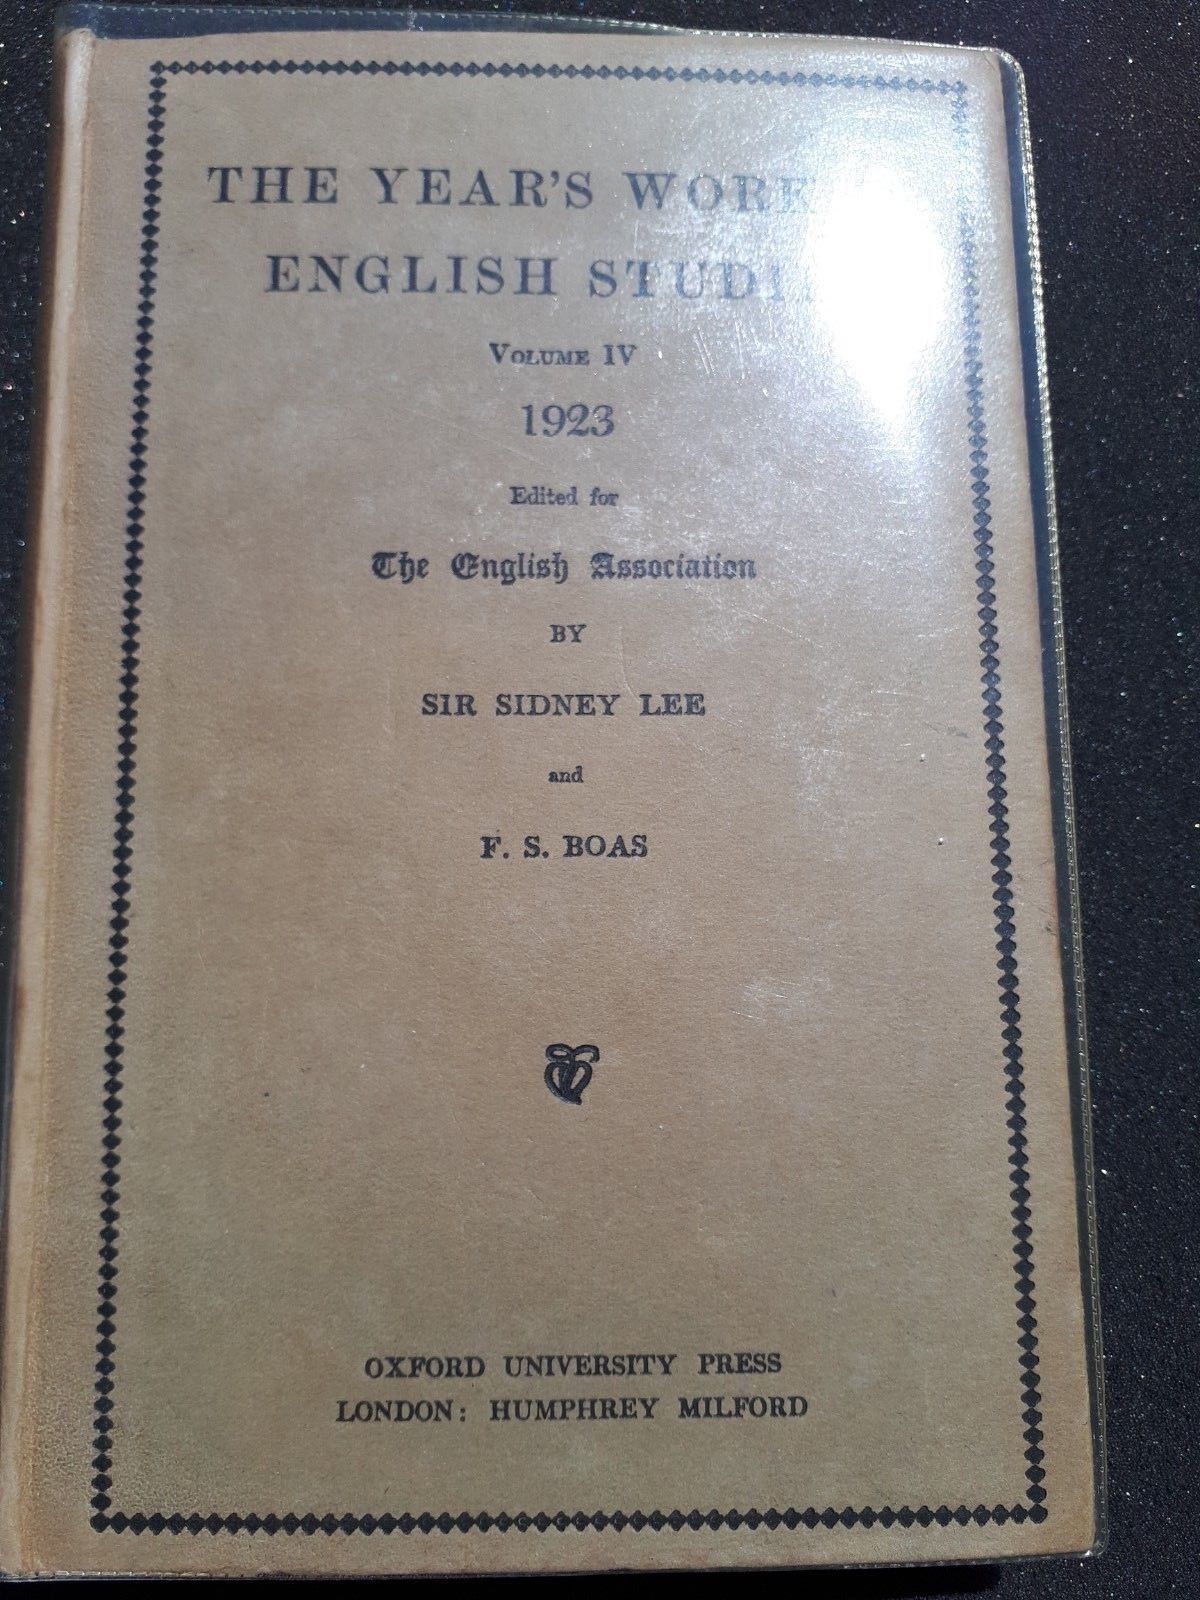 THE YEAR'S WORK
ENGLISH
VOLUME IV
1923
Edited for
The English Association
BY
SIR SIDNEY LEE
and
F. S. BOAS
OXFORD UNIVERSITY PRESS
LONDON: HUMPHREY MILFORD